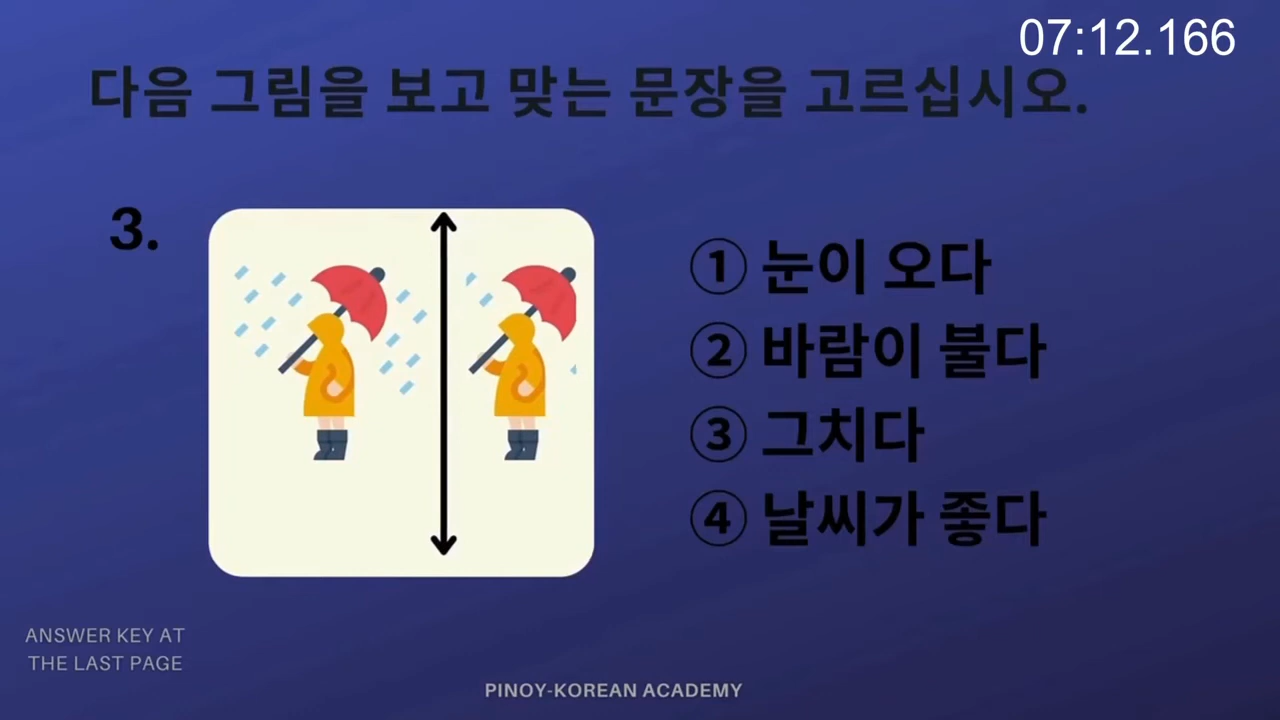 07:12.166
다음 그림을 보고 맞는 문장을 고르십시오.
3.
① 눈이 오다
② 바람이 불다
③ 그치다
④ 날씨가 좋다
ANSWER KEY AT
THE LAST PAGE
PINOY-KOREAN ACADEMY